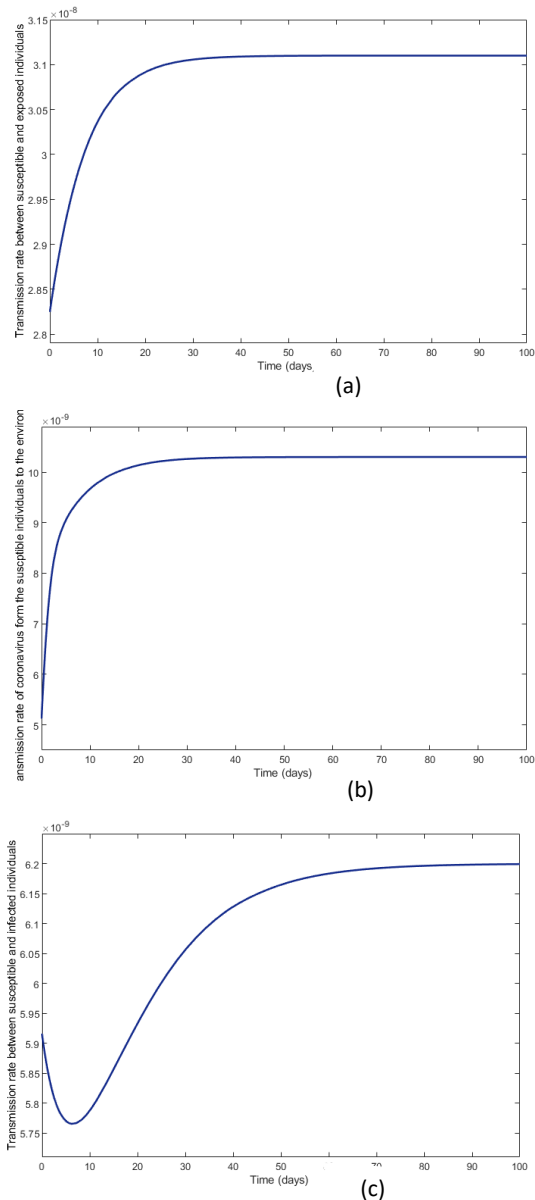 × 10-8
Transmission rate between susceptible and exposed individuals
3.15
3.1
3.05
3
2.95
2.9
2.85
2.8
0 10 20 30 40 50 60 70 80 90 100
Time (days)
(a)
× 10-9
ansmission rate of coronavirus form the suscptible individuals to the environ
10
9
8
7
6
5
0 10 20 30 40 50 60 70 80 90 100
Time (days)
(b)
× 10-9
Transmission rate between susceptible and infected individuals
6.2
6.15
6.1
6.05
6
5.95
5.9
5.85
5.8
5.75
0 10 20 30 40 50 60 70 80 90 100
Time (days)
(c)